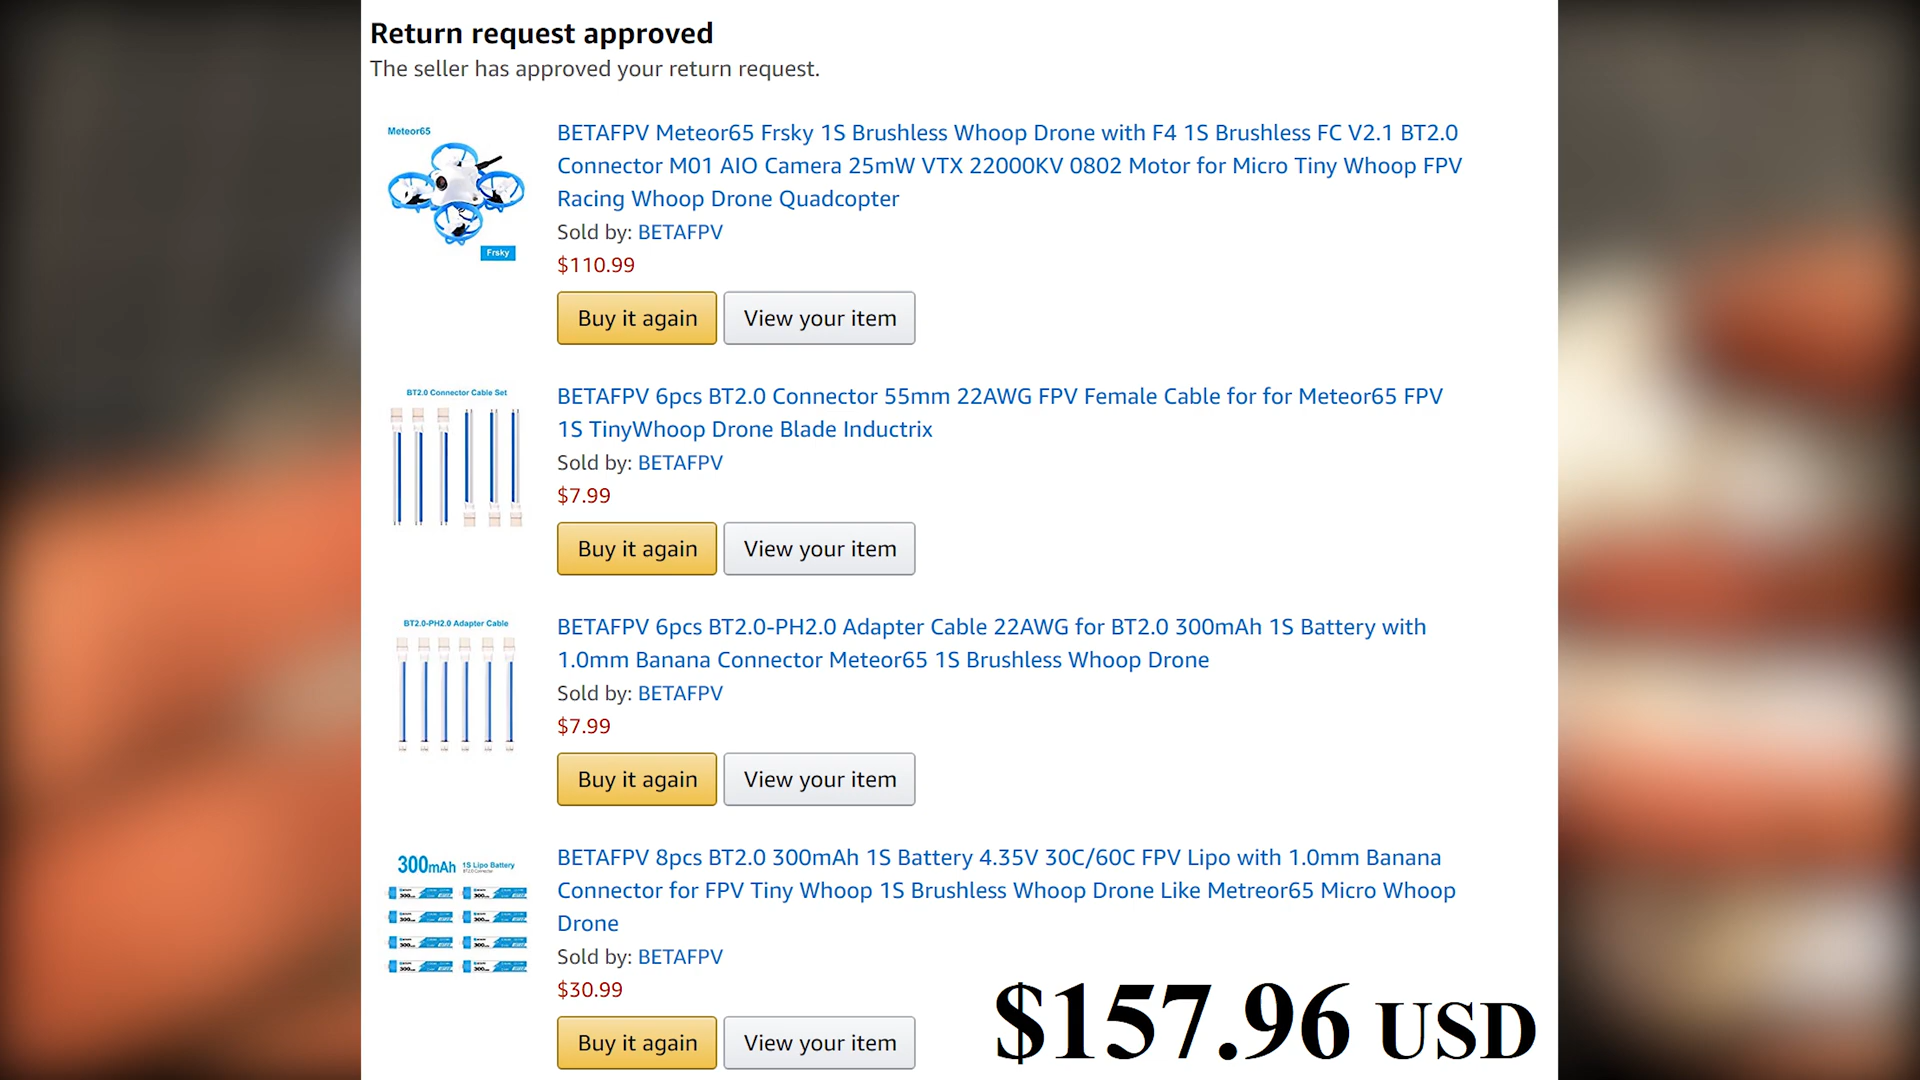 Return request approved
The seller has approved your return request.
Meteor65
Frsky
BETAFPV Meteor65 Frsky 1S Brushless Whoop Drone with F4 1S Brushless FC V2.1 BT2.0
Connector M01 AIO Camera 25mW VTX 22000KV 0802 Motor for Micro Tiny Whoop FPV
Racing Whoop Drone Quadcopter
Sold by: BETAFPV
$110.99
Buy it again View your item
BT2.0 Connector Cable Set
BETAFPV 6pcs BT2.0 Connector 55mm 22AWG FPV Female Cable for for Meteor65 FPV
1S TinyWhoop Drone Blade Inductrix
Sold by: BETAFPV
$7.99
Buy it again View your item
BT2.0-PH2.0 Adapter Cable
BETAFPV 6pcs BT2.0-PH2.0 Adapter Cable 22AWG for BT2.0 300mAh 1S Battery with
1.0mm Banana Connector Meteor65 1S Brushless Whoop Drone
Sold by: BETAFPV
$7.99
Buy it again View your item
300mAh 1S Lipo Battery
BETAFPV 8pcs BT2.0 300mAh 1S Battery 4.35V 30C/60C FPV Lipo with 1.0mm Banana
Connector for FPV Tiny Whoop 1S Brushless Whoop Drone Like Metreor65 Micro Whoop
Drone
Sold by: BETAFPV
$30.99
Buy it again View your item
$157.96 USD